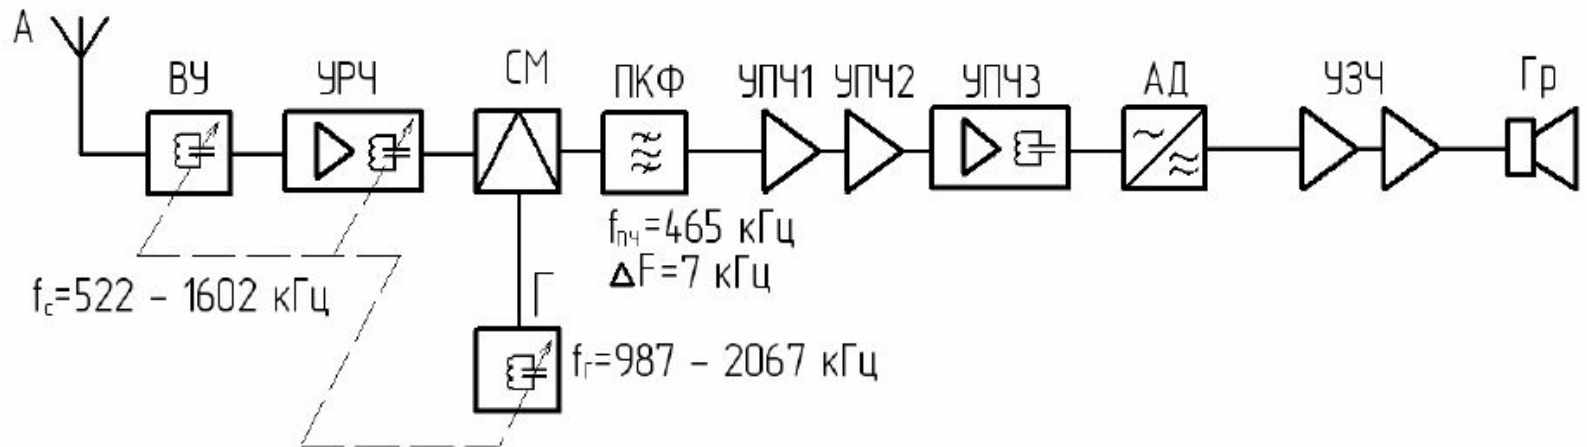 А
ВУ
УРЧ
СМ
ПКФ
УПЧ1
УПЧ2
УПЧ3
АД
УЗЧ
Гр
fпч=465 кГц
ΔF=7 кГц
fс=522 – 1602 кГц
Г
fг=987 – 2067 кГц